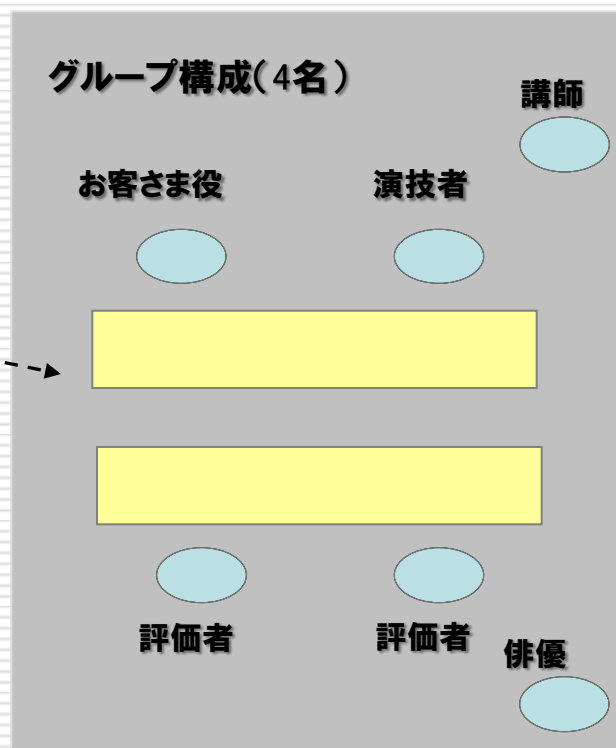 グループ構成（4名）
講師
お客さま役
演技者
評価者
評価者
俳優